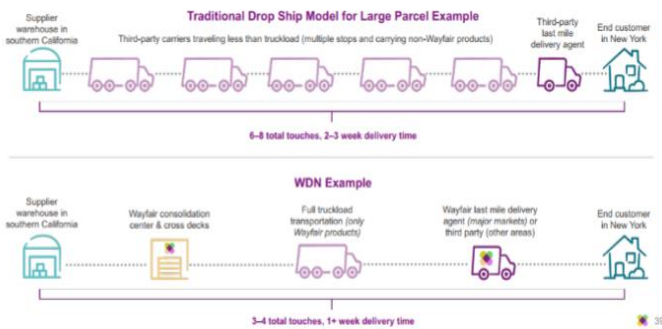 Traditional Drop Ship Model for Large Parcel Example
Supplier
warehouse in
southern California
Third-party carriers traveling less than truckload (multiple stops and carrying non-Wayfair products)
Third-party
last mile
delivery agent
End customer
in New York
6–8 total touches, 2–3 week delivery time
WDN Example
Supplier
warehouse in
southern California
Wayfair consolidation
center & cross decks
Full truckload
transportation (only
Wayfair products)
Wayfair last mile delivery
agent (major markets) or
third party (other areas)
End customer
in New York
3–4 total touches, 1+ week delivery time
39